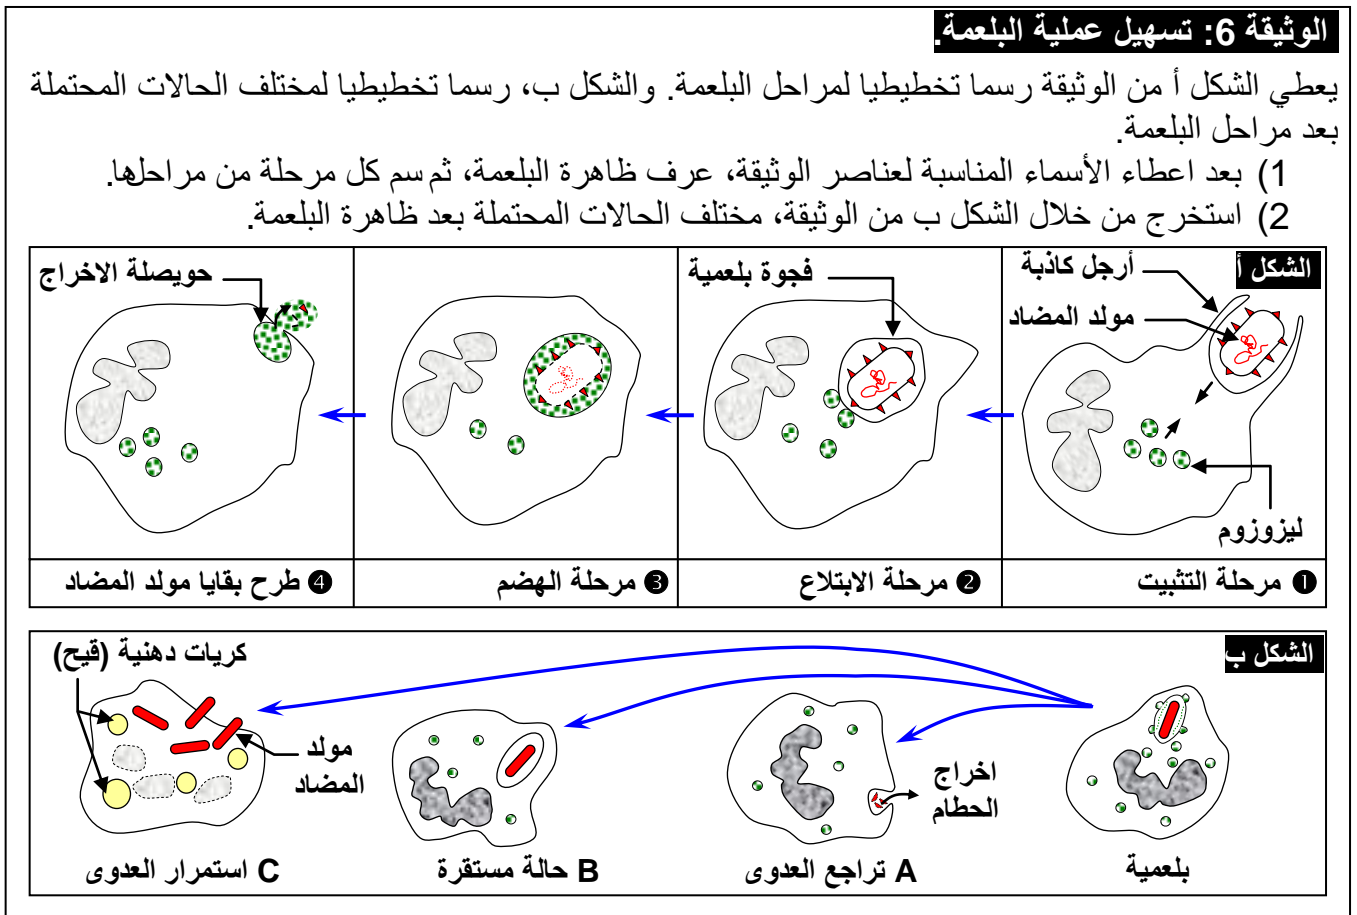 الوثيقة 6: تسهيل عملية البلعمة.
يعطي الشكل أ من الوثيقة رسما تخطيطيا لمراحل البلعمة. والشكل ب، رسما تخطيطيا لمختلف الحالات المحتملة
بعد مراحل البلعمة.
1) بعد اعطاء الأسماء المناسبة لعناصر الوثيقة، عرف ظاهرة البلعمة، ثم سم كل مرحلة من مراحلها.
2) استخرج من خلال الشكل ب من الوثيقة، مختلف الحالات المحتملة بعد ظاهرة البلعمة.
الشكل أ
أرجل كاذبة
مولد المضاد
ليزوزوم
فجوة بلعمية
حويصلة الاخراج
❶ مرحلة التثبيت
❷ مرحلة الابتلاع
❸ مرحلة الهضم
❹ طرح بقايا مولد المضاد
الشكل ب
كريات دهنية (قيح)
مولد
المضاد
اخراج
الحطام
بلعمية
A تراجع العدوى
B حالة مستقرة
C استمرار العدوى